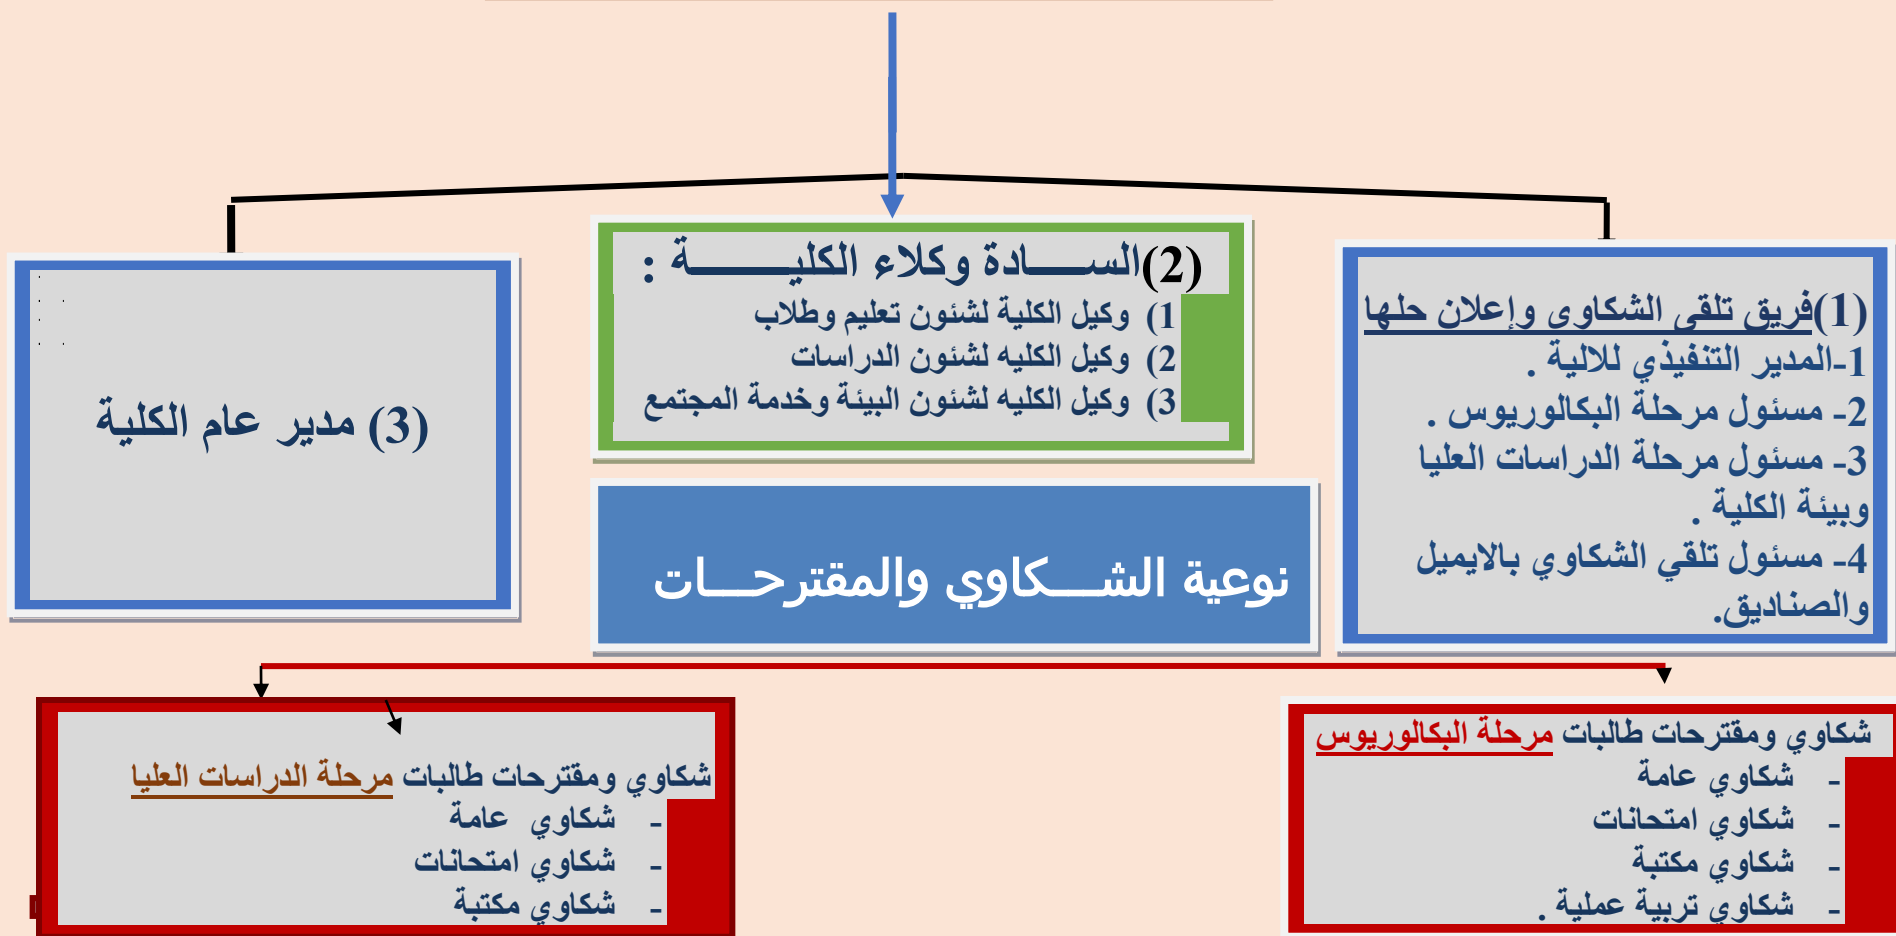 (1)فريق تلقى الشكاوى وإعلان حلها
1-المدير التنفيذي للالية .
2- مسئول مرحلة البكالوريوس .
3- مسئول مرحلة الدراسات العليا
وبيئة الكلية .
4- مسئول تلقي الشكاوي بالايميل
والصناديق.
(2)الســـــادة وكلاء الكليـــــــة :
1) وكيل الكلية لشئون تعليم وطلاب
2) وكيل الكليه لشئون الدراسات
3) وكيل الكليه لشئون البيئة وخدمة المجتمع
(3) مدير عام الكلية
نوعية الشـــكاوي والمقترحـــات
شكاوي ومقترحات طالبات مرحلة البكالوريوس
- شكاوي عامة
- شكاوي امتحانات
- شكاوي مكتبة
- شكاوي تربية عملية .
شكاوي ومقترحات طالبات مرحلة الدراسات العليا
- شكاوي عامة
- شكاوي امتحانات
- شكاوي مكتبة